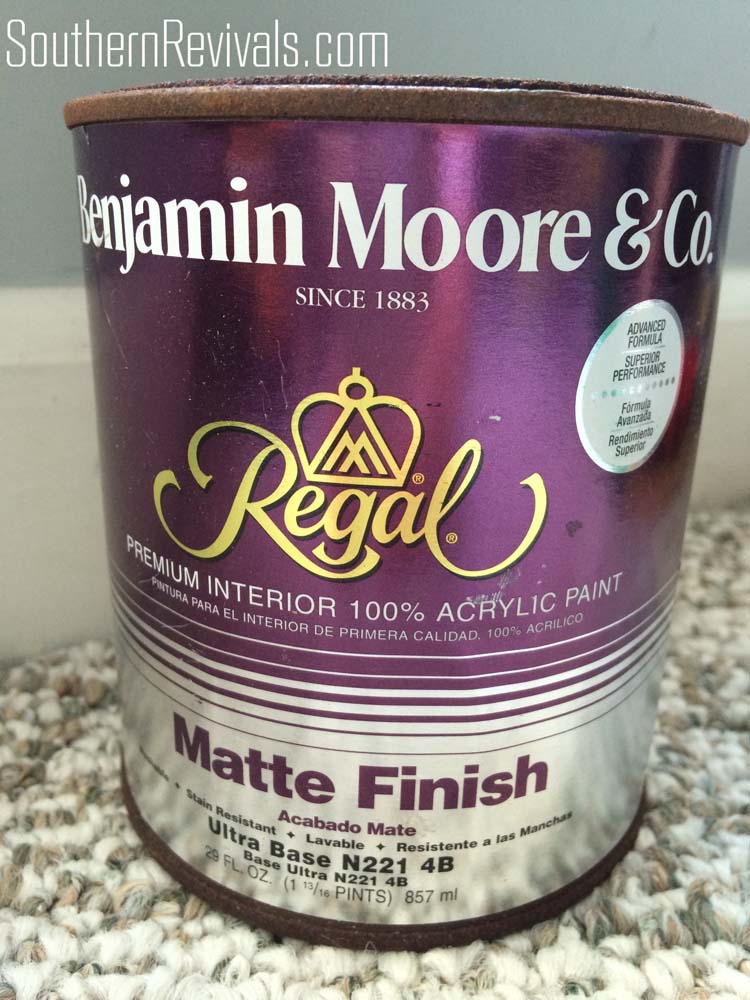 SouthernRevivals.com
Benjamin Moore & Co.
SINCE 1883
ADVANCED
FORMULA
SUPERIOR
PERFORMANCE
Fórmula
Avanzada
Rendimiento
Superior
Regal®
PREMIUM INTERIOR 100% ACRYLIC PAINT
PINTURA PARA EL INTERIOR DE PRIMERA CALIDAD, 100% ACRILICO
Matte Finish
Acabado Mate
✦ Stain Resistant ✦ Lavable ✦ Resistente a las Manchas
Ultra Base N221 4B
Base Ultra N221 4B
29 FL. OZ. (1 13/16 PINTS) 857 ml